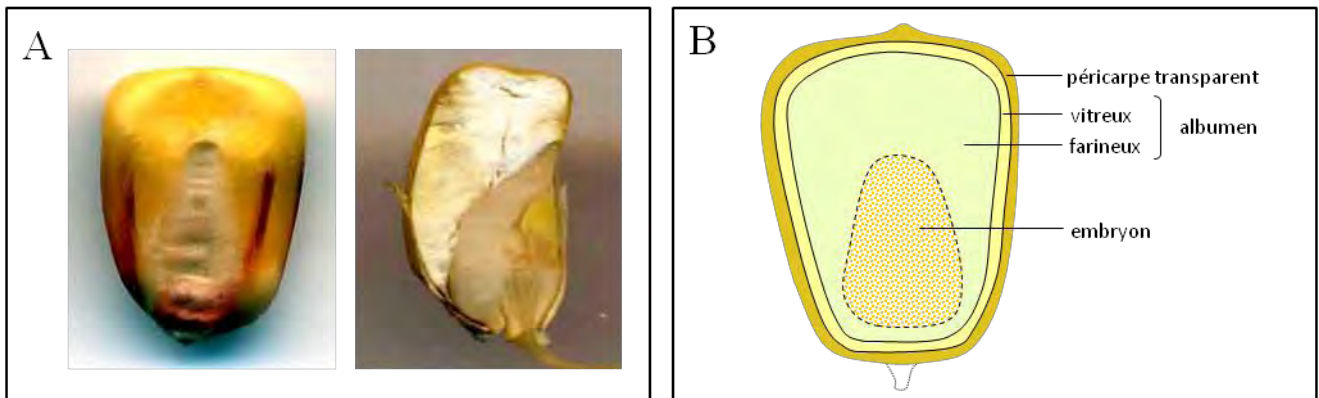 A
B
péricarpe transparent
vitreux
albumen
farineux
embryon